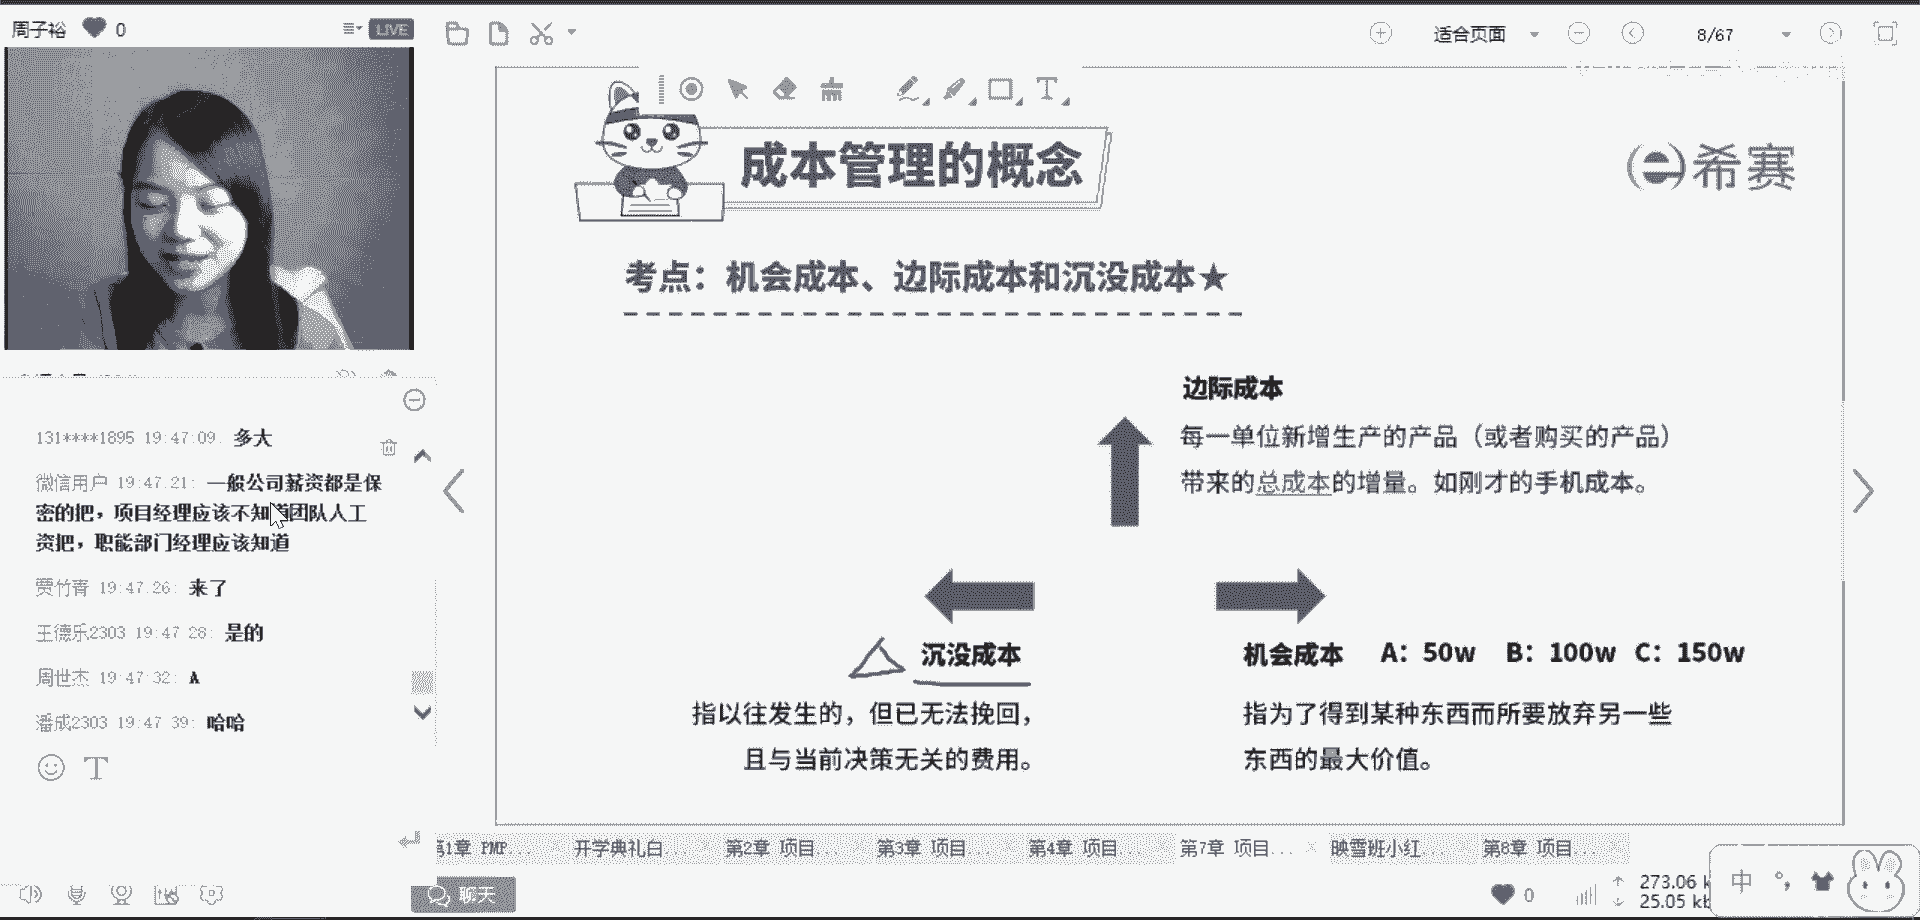 周子裕 0 LIVE
适合页面 8/67
成本管理的概念
希赛
考点：机会成本、边际成本和沉没成本★
边际成本
每一单位新增生产的产品（或者购买的产品）
带来的总成本的增量。如刚才的手机成本。
沉没成本
指以往发生的，但已无法挽回，
且与当前决策无关的费用。
机会成本 A：50w B：100w C：150w
指为了得到某种东西而所要放弃另一些
东西的最大价值。
131****1895 19:47:09: 多大
微信用户 19:47:21: 一般公司薪资都是保
密的把，项目经理应该不知道团队人工
资把，职能部门经理应该知道
贾竹菁 19:47:26: 来了
王德乐2303 19:47:28: 是的
周世杰 19:47:32: A
潘成2303 19:47:39: 哈哈
T
第1章 PMP... 开学典礼白... 第2章 项目... 第3章 项目... 第4章 项目... 第7章 项目... 映雪班小红... 第8章 项目...
聊天
0
273.06 k
25.05 kb
中